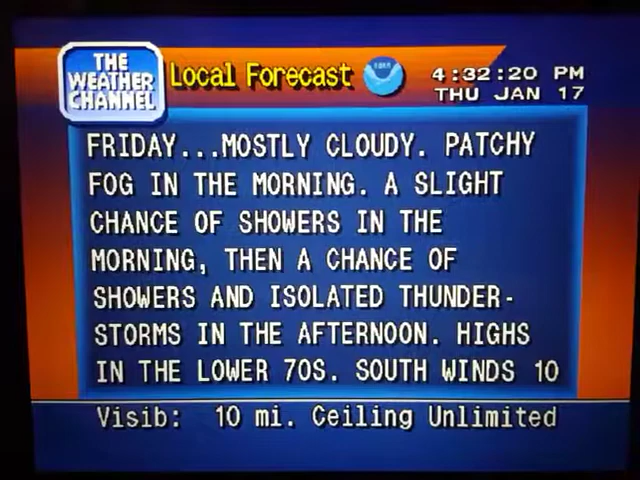 THE
WEATHER
CHANNEL
Local Forecast
4:32:20 PM
THU JAN 17
FRIDAY...MOSTLY CLOUDY. PATCHY
FOG IN THE MORNING. A SLIGHT
CHANCE OF SHOWERS IN THE
MORNING, THEN A CHANCE OF
SHOWERS AND ISOLATED THUNDER-
STORMS IN THE AFTERNOON. HIGHS
IN THE LOWER 70S. SOUTH WINDS 10
Visib: 10 mi. Ceiling Unlimited